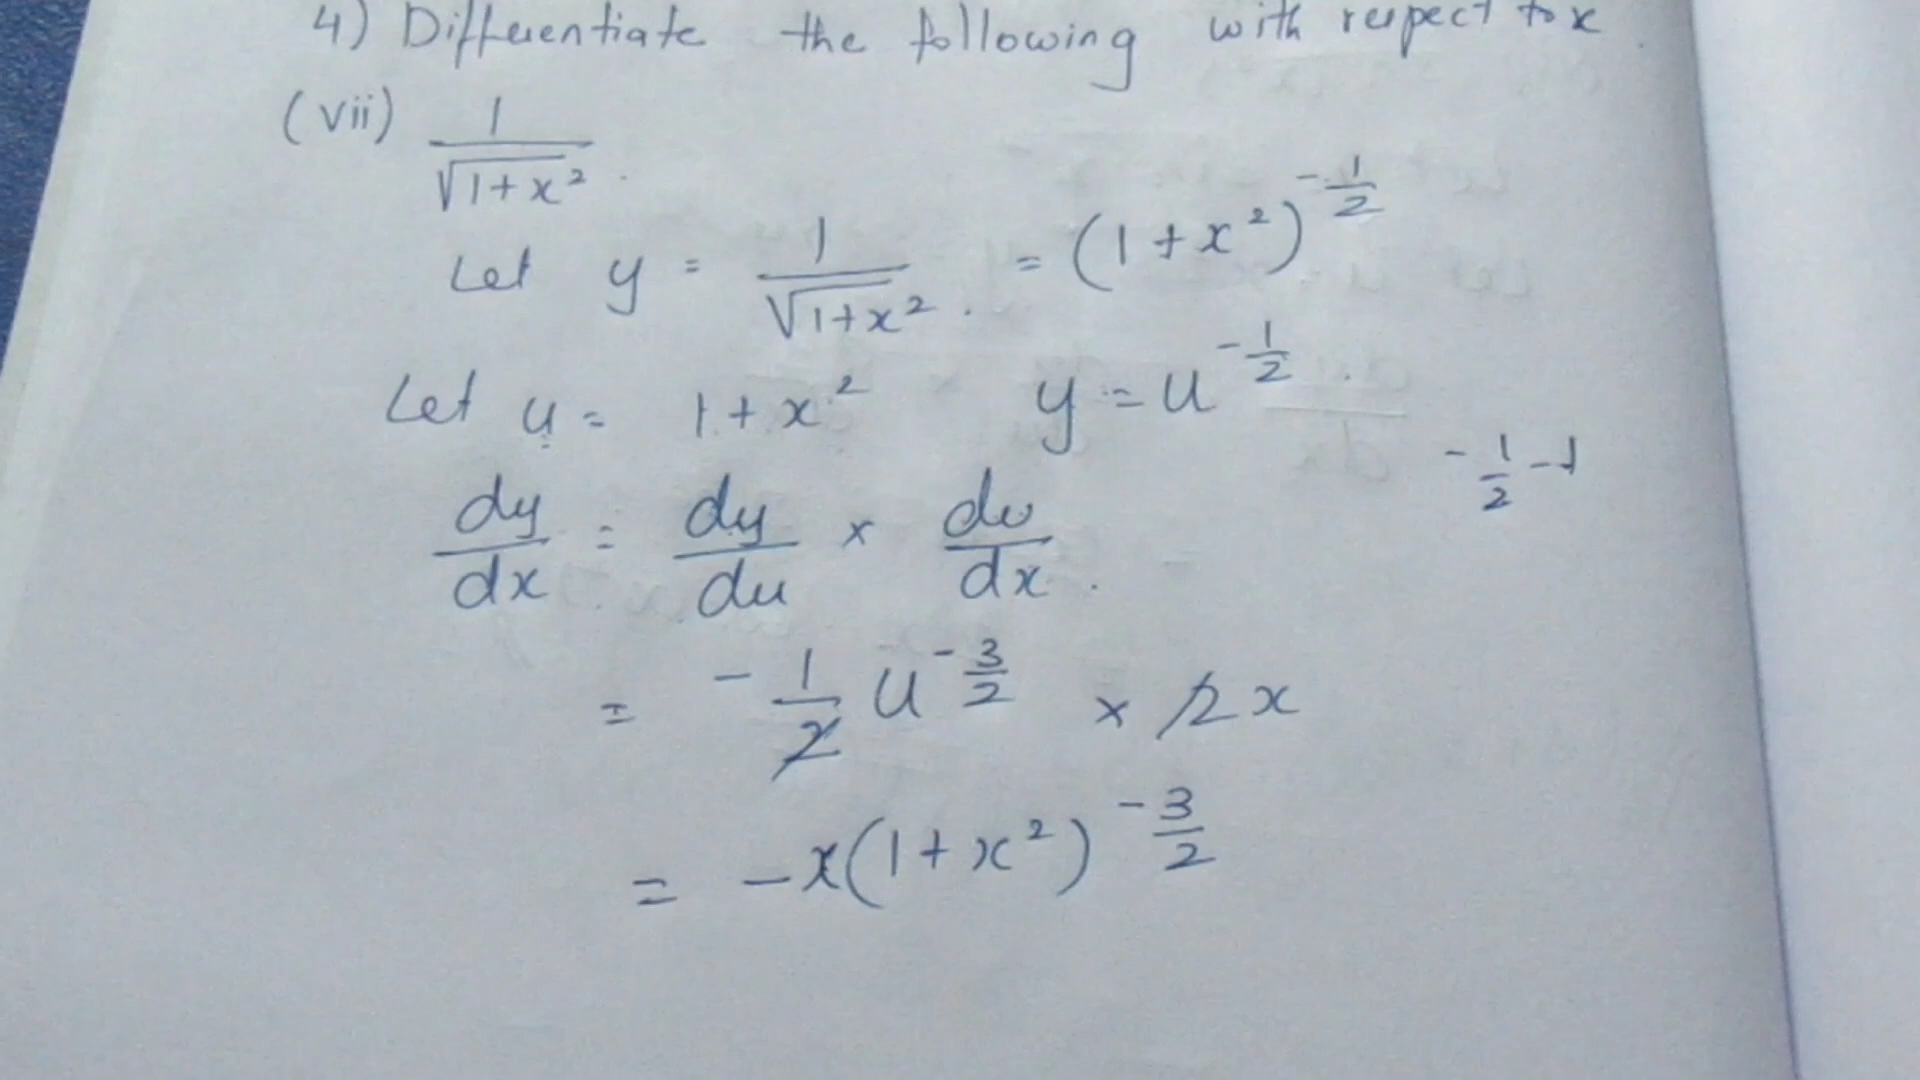 4) Differentiate the following with respect to x.
(vii) 1/√(1+x²).
Let y = 1/√(1+x²). = (1+x²)^(-1/2)
Let u = 1+x² y = u^(-1/2).
-1/2 -1
dy/dx = dy/du × du/dx.
= -1/2 u^(-3/2) × 2x
= -x(1+x²)^(-3/2)